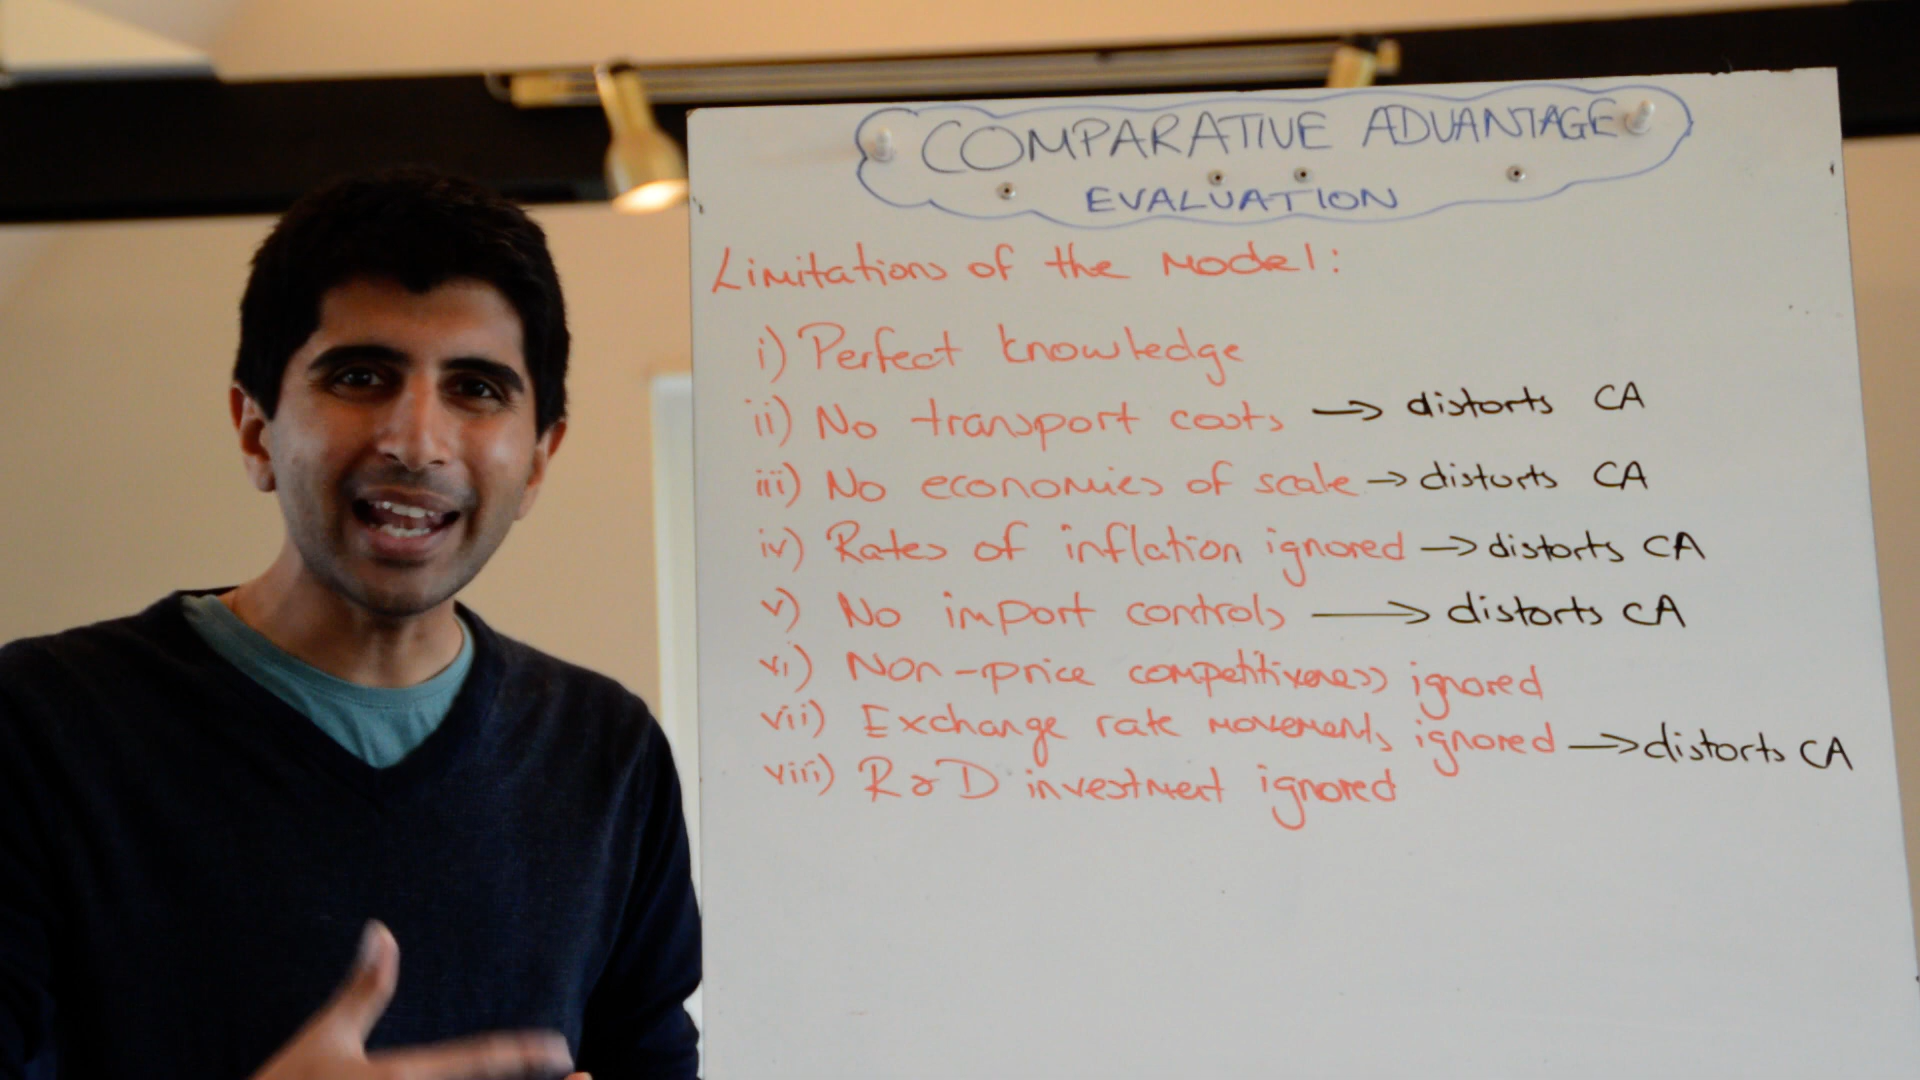 COMPARATIVE ADVANTAGE
EVALUATION
Limitations of the Model:
i) Perfect knowledge
ii) No transport costs → distorts CA
iii) No economies of scale → distorts CA
iv) Rates of inflation ignored → distorts CA
v) No import controls → distorts CA
vi) Non-price competitiveness ignored
vii) Exchange rate movements ignored → distorts CA
viii) R&D investment ignored